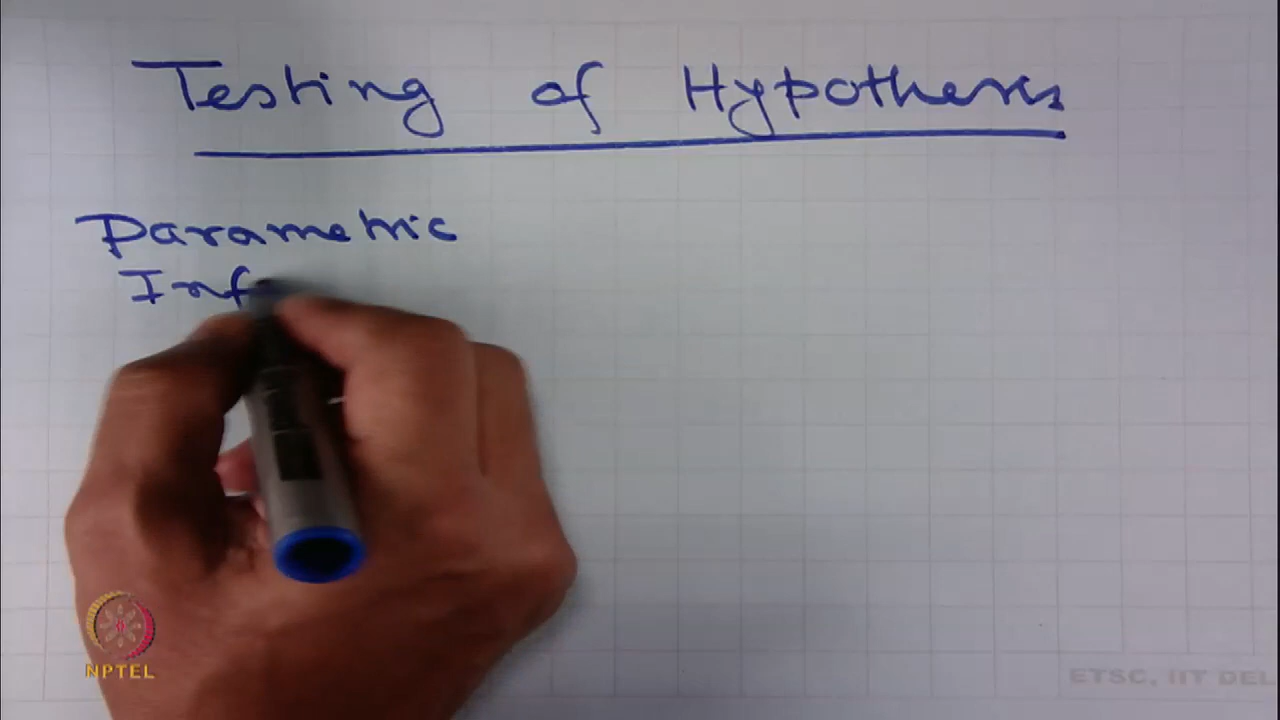 Testing of Hypothesis
Parametric
Inf
NPTEL
ETSC, IIT DEL